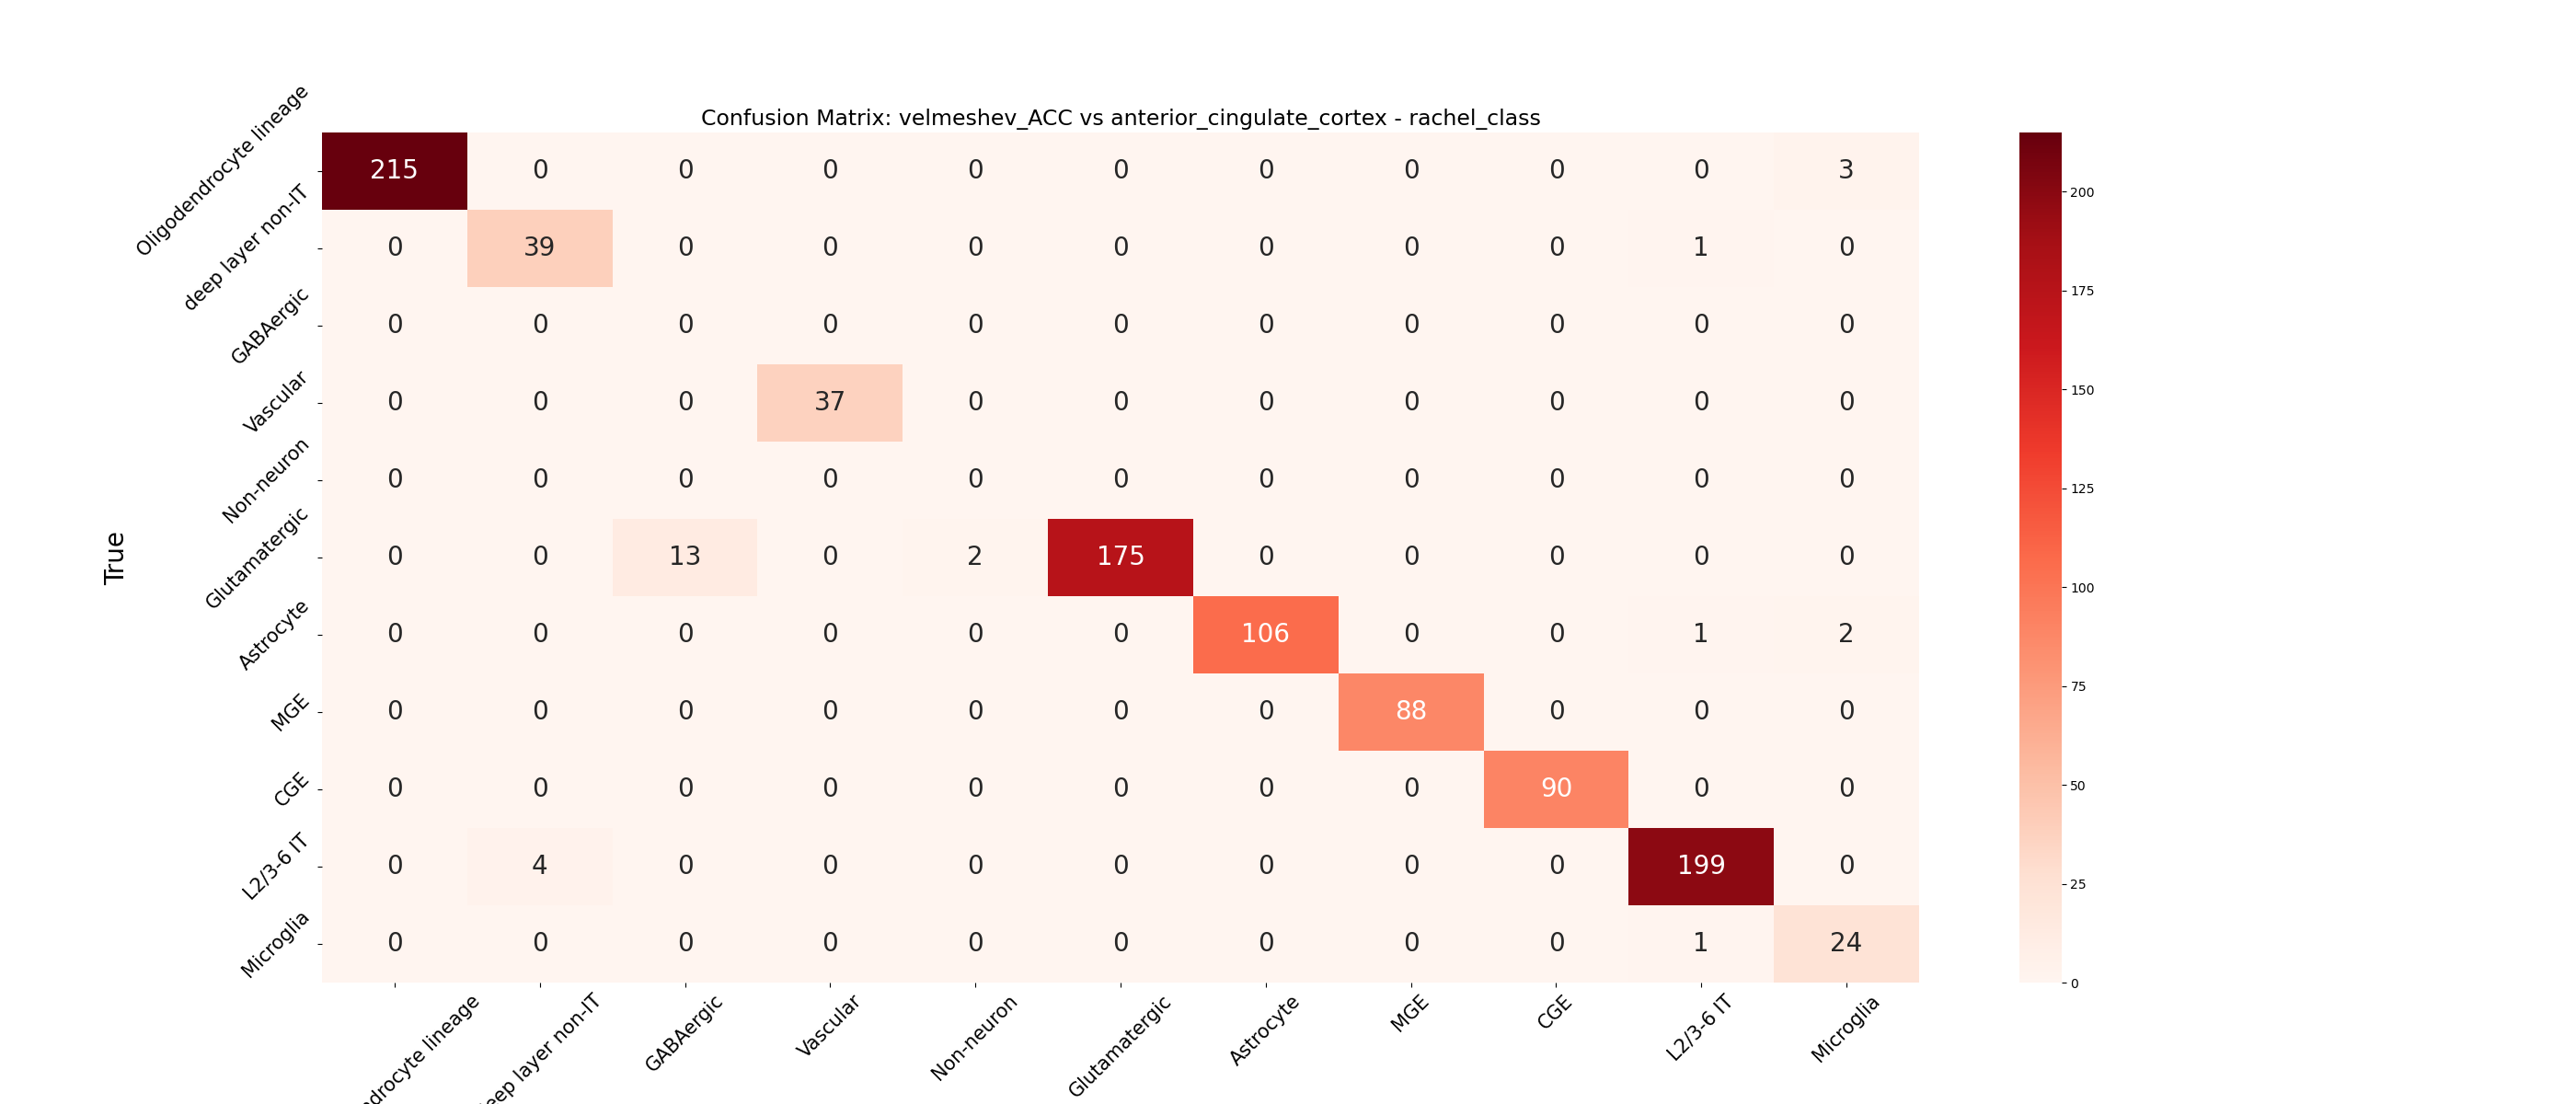 Confusion Matrix: velmeshev_ACC vs anterior_cingulate_cortex - rachel_class
True
Oligodendrocyte lineage 215 0 0 0 0 0 0 0 0 0 3
deep layer non-IT 0 39 0 0 0 0 0 0 0 1 0
GABAergic 0 0 0 0 0 0 0 0 0 0 0
Vascular 0 0 0 37 0 0 0 0 0 0 0
Non-neuron 0 0 0 0 0 0 0 0 0 0 0
Glutamatergic 0 0 13 0 2 175 0 0 0 0 0
Astrocyte 0 0 0 0 0 0 106 0 0 1 2
MGE 0 0 0 0 0 0 0 88 0 0 0
CGE 0 0 0 0 0 0 0 0 90 0 0
L2/3-6 IT 0 4 0 0 0 0 0 0 0 199 0
Microglia 0 0 0 0 0 0 0 0 0 1 24
lineage layer non-IT GABAergic Vascular Non-neuron Glutamatergic Astrocyte MGE CGE L2/3-6 IT Microglia
200
175
150
125
100
75
50
25
0